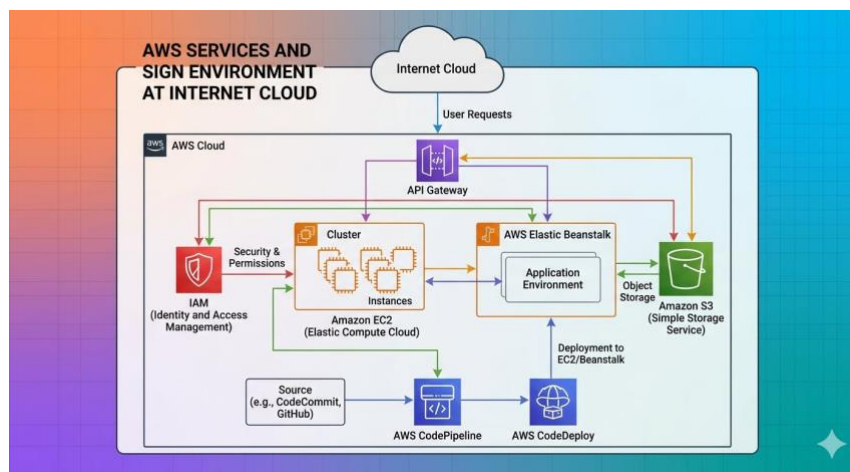 AWS SERVICES AND
SIGN ENVIRONMENT
AT INTERNET CLOUD
Internet Cloud
User Requests
aws
AWS Cloud
API Gateway
Cluster
AWS Elastic Beanstalk
Security &
Permissions
Application
Environment
Instances
IAM
(Identity and Access
Management)
Amazon EC2
(Elastic Compute Cloud)
Object
Storage
Amazon S3
(Simple Storage
Service)
Deployment to
EC2/Beanstalk
Source
(e.g., CodeCommit,
GitHub)
</>
</>
AWS CodePipeline
AWS CodeDeploy